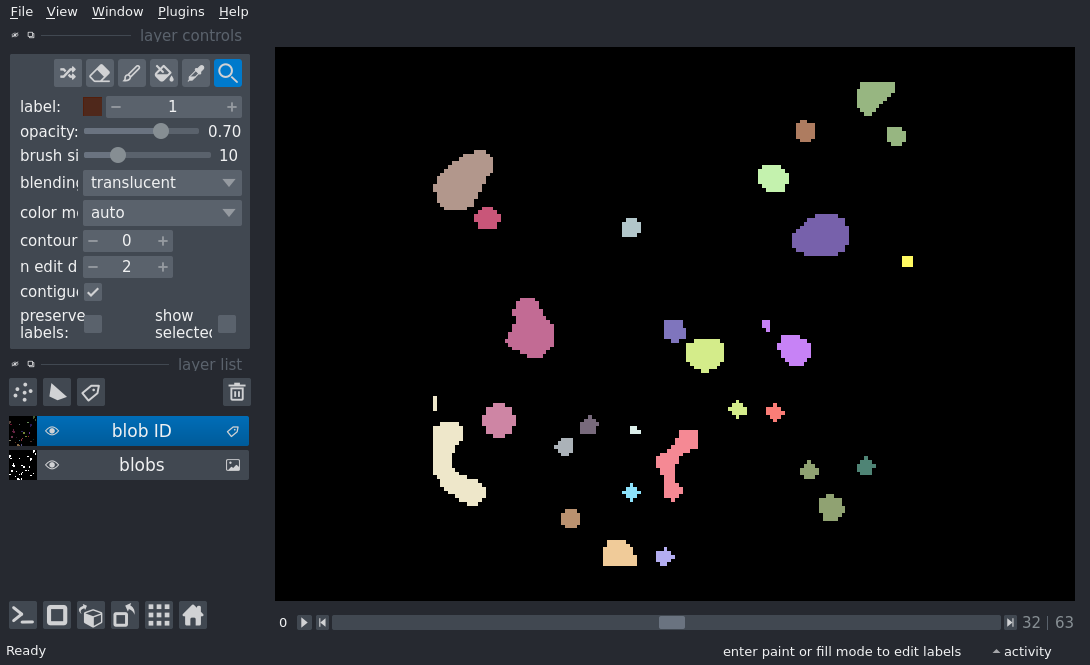 File View Window Plugins Help
layer controls
label: 1
opacity: 0.70
brush si 10
blending translucent
color m auto
contour 0
n edit d 2
contigu
preserve labels: show selected
layer list
blob ID
blobs
0 32 | 63
Ready enter paint or fill mode to edit labels activity